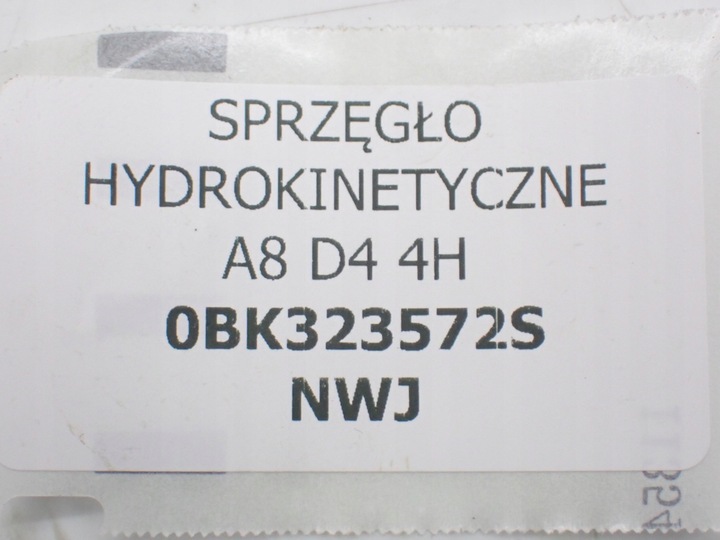 SPRZĘGŁO
HYDROKINETYCZNE
A8 D4 4H
0BK323572S
NWJ